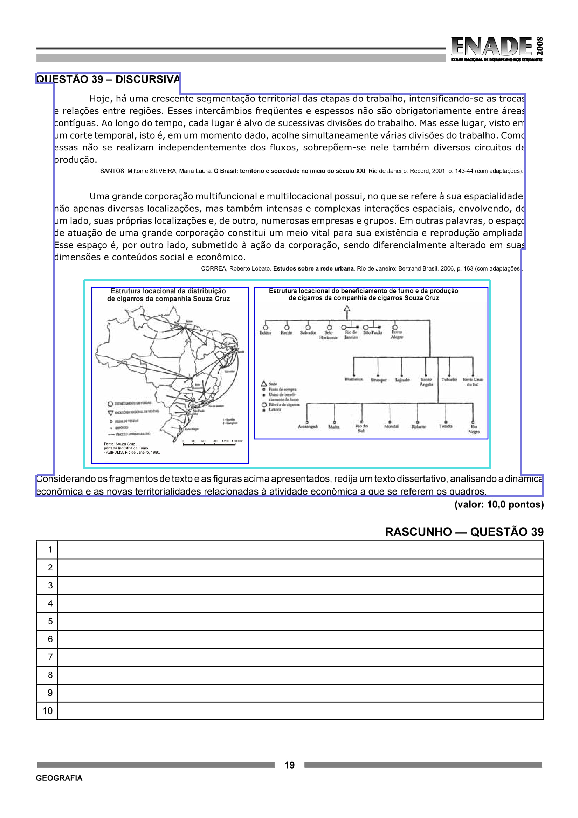 ENADE 2008
EXAME NACIONAL DE DESEMPENHO DOS ESTUDANTES
QUESTÃO 39 – DISCURSIVA
Hoje, há uma crescente segmentação territorial das etapas do trabalho, intensificando-se as trocas
e relações entre regiões. Esses intercâmbios freqüentes e espessos não são obrigatoriamente entre áreas
contíguas. Ao longo do tempo, cada lugar é alvo de sucessivas divisões do trabalho. Mas esse lugar, visto em
um corte temporal, isto é, em um momento dado, acolhe simultaneamente várias divisões do trabalho. Como
essas não se realizam independentemente dos fluxos, sobrepõem-se nele também diversos circuitos de
produção.
SANTOS, Milton e SILVEIRA, Maria Laura. O Brasil: território e sociedade no início do século XXI. Rio de Janeiro: Record, 2001, p. 143-44 (com adaptações).
Uma grande corporação multifuncional e multilocacional possui, no que se refere à sua espacialidade,
não apenas diversas localizações, mas também intensas e complexas interações espaciais, envolvendo, de
um lado, suas próprias localizações e, de outro, numerosas empresas e grupos. Em outras palavras, o espaço
de atuação de uma grande corporação constitui um meio vital para sua existência e reprodução ampliada.
Esse espaço é, por outro lado, submetido à ação da corporação, sendo diferencialmente alterado em suas
dimensões e conteúdos social e econômico.
CORRÊA, Roberto Lobato. Estudos sobre a rede urbana. Rio de Janeiro: Bertrand Brasil, 2006, p. 163 (com adaptações).
Estrutura locacional da distribuição
de cigarros da companhia Souza Cruz
Estrutura locacional do beneficiamento de fumo e da produção
de cigarros da companhia de cigarros Souza Cruz
Recife Salvador Belo Horizonte Rio de Janeiro São Paulo Porto Alegre
Blumenau Brusque Tubarão Santa Cruz do Sul
Sede
Posto de compra
Rio do Sul
Rio Negro
Considerando os fragmentos de texto e as figuras acima apresentados, redija um texto dissertativo, analisando a dinâmica
econômica e as novas territorialidades relacionadas à atividade econômica a que se referem os quadros.
(valor: 10,0 pontos)
RASCUNHO — QUESTÃO 39
1
2
3
4
5
6
7
8
9
10
19
GEOGRAFIA